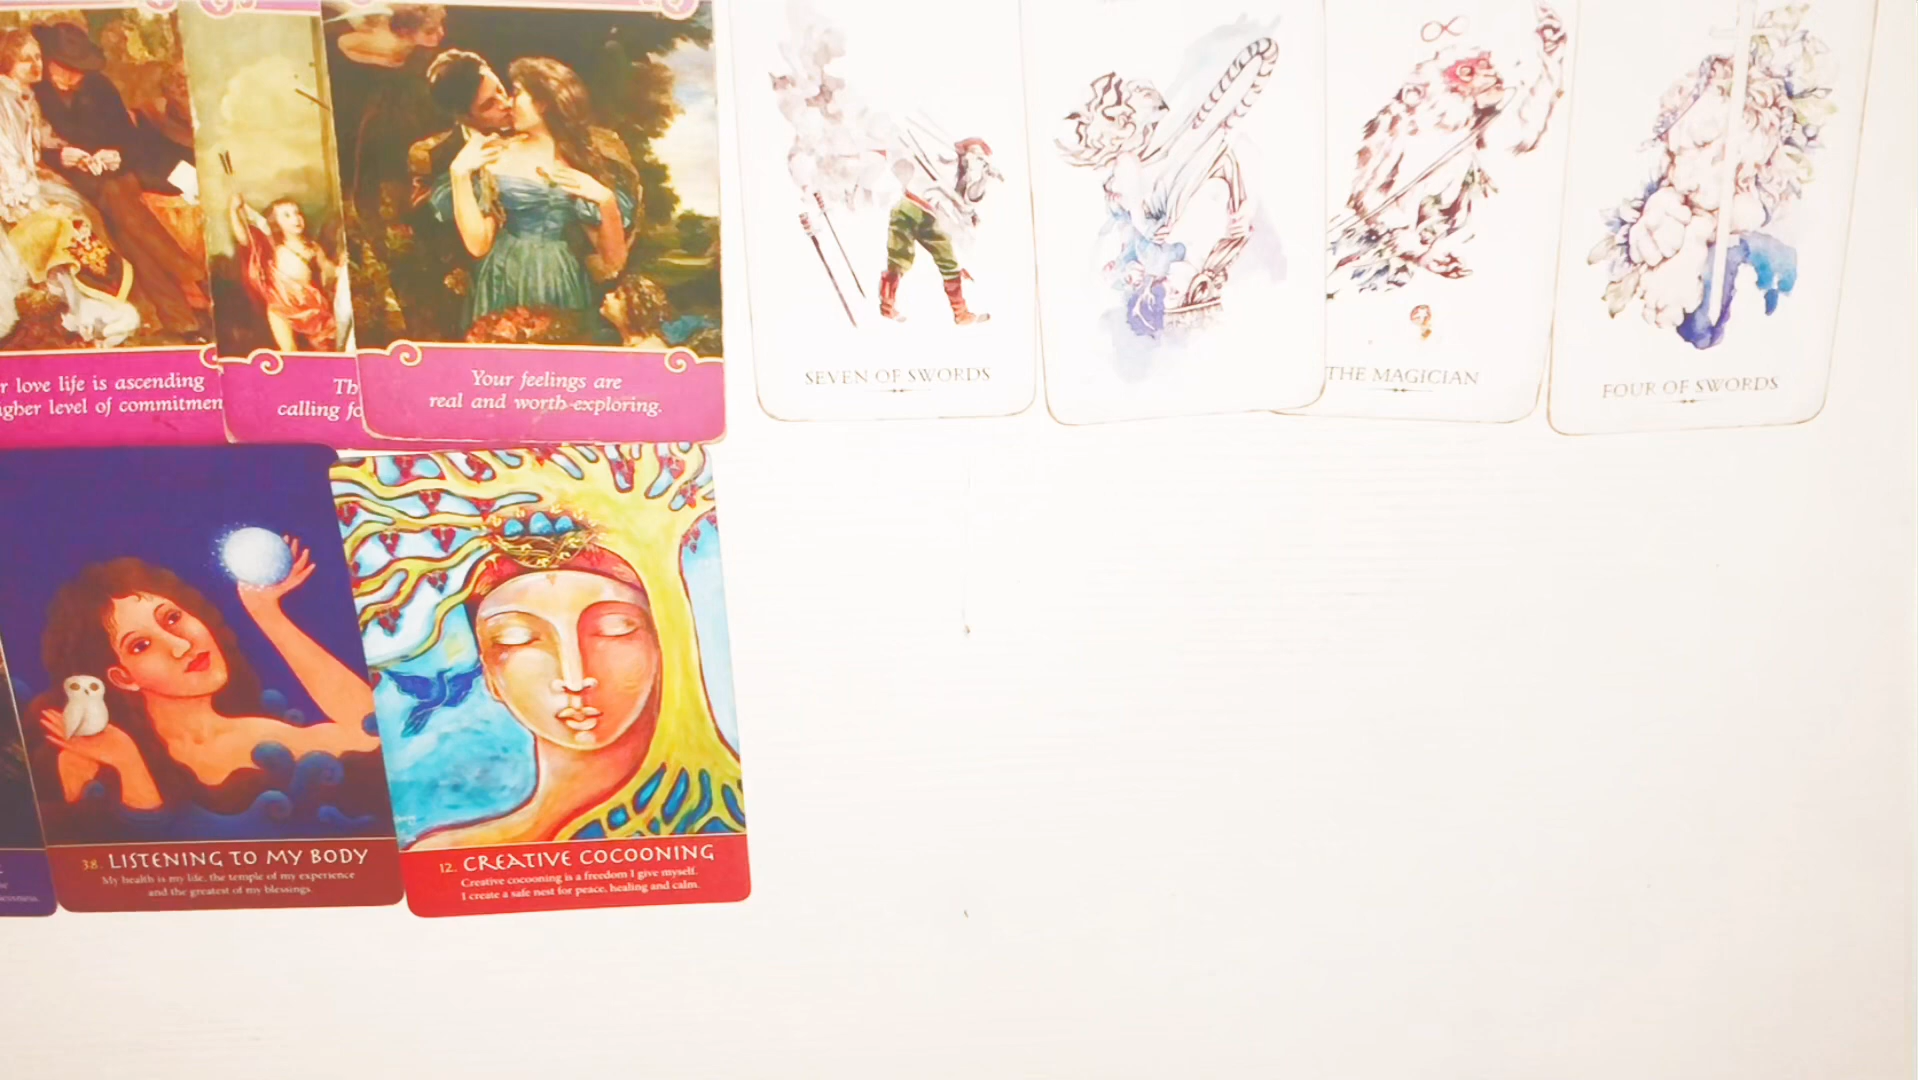 r love life is ascending
igher level of commitmen
Th
calling fo
Your feelings are
real and worth exploring.
SEVEN OF SWORDS
THE MAGICIAN
FOUR OF SWORDS
38. LISTENING TO MY BODY
My health is my life, the temple of my experience
and the greatest of my blessings.
12. CREATIVE COCOONING
Creative cocooning is a freedom I give myself.
I create a safe nest for peace, healing and calm.